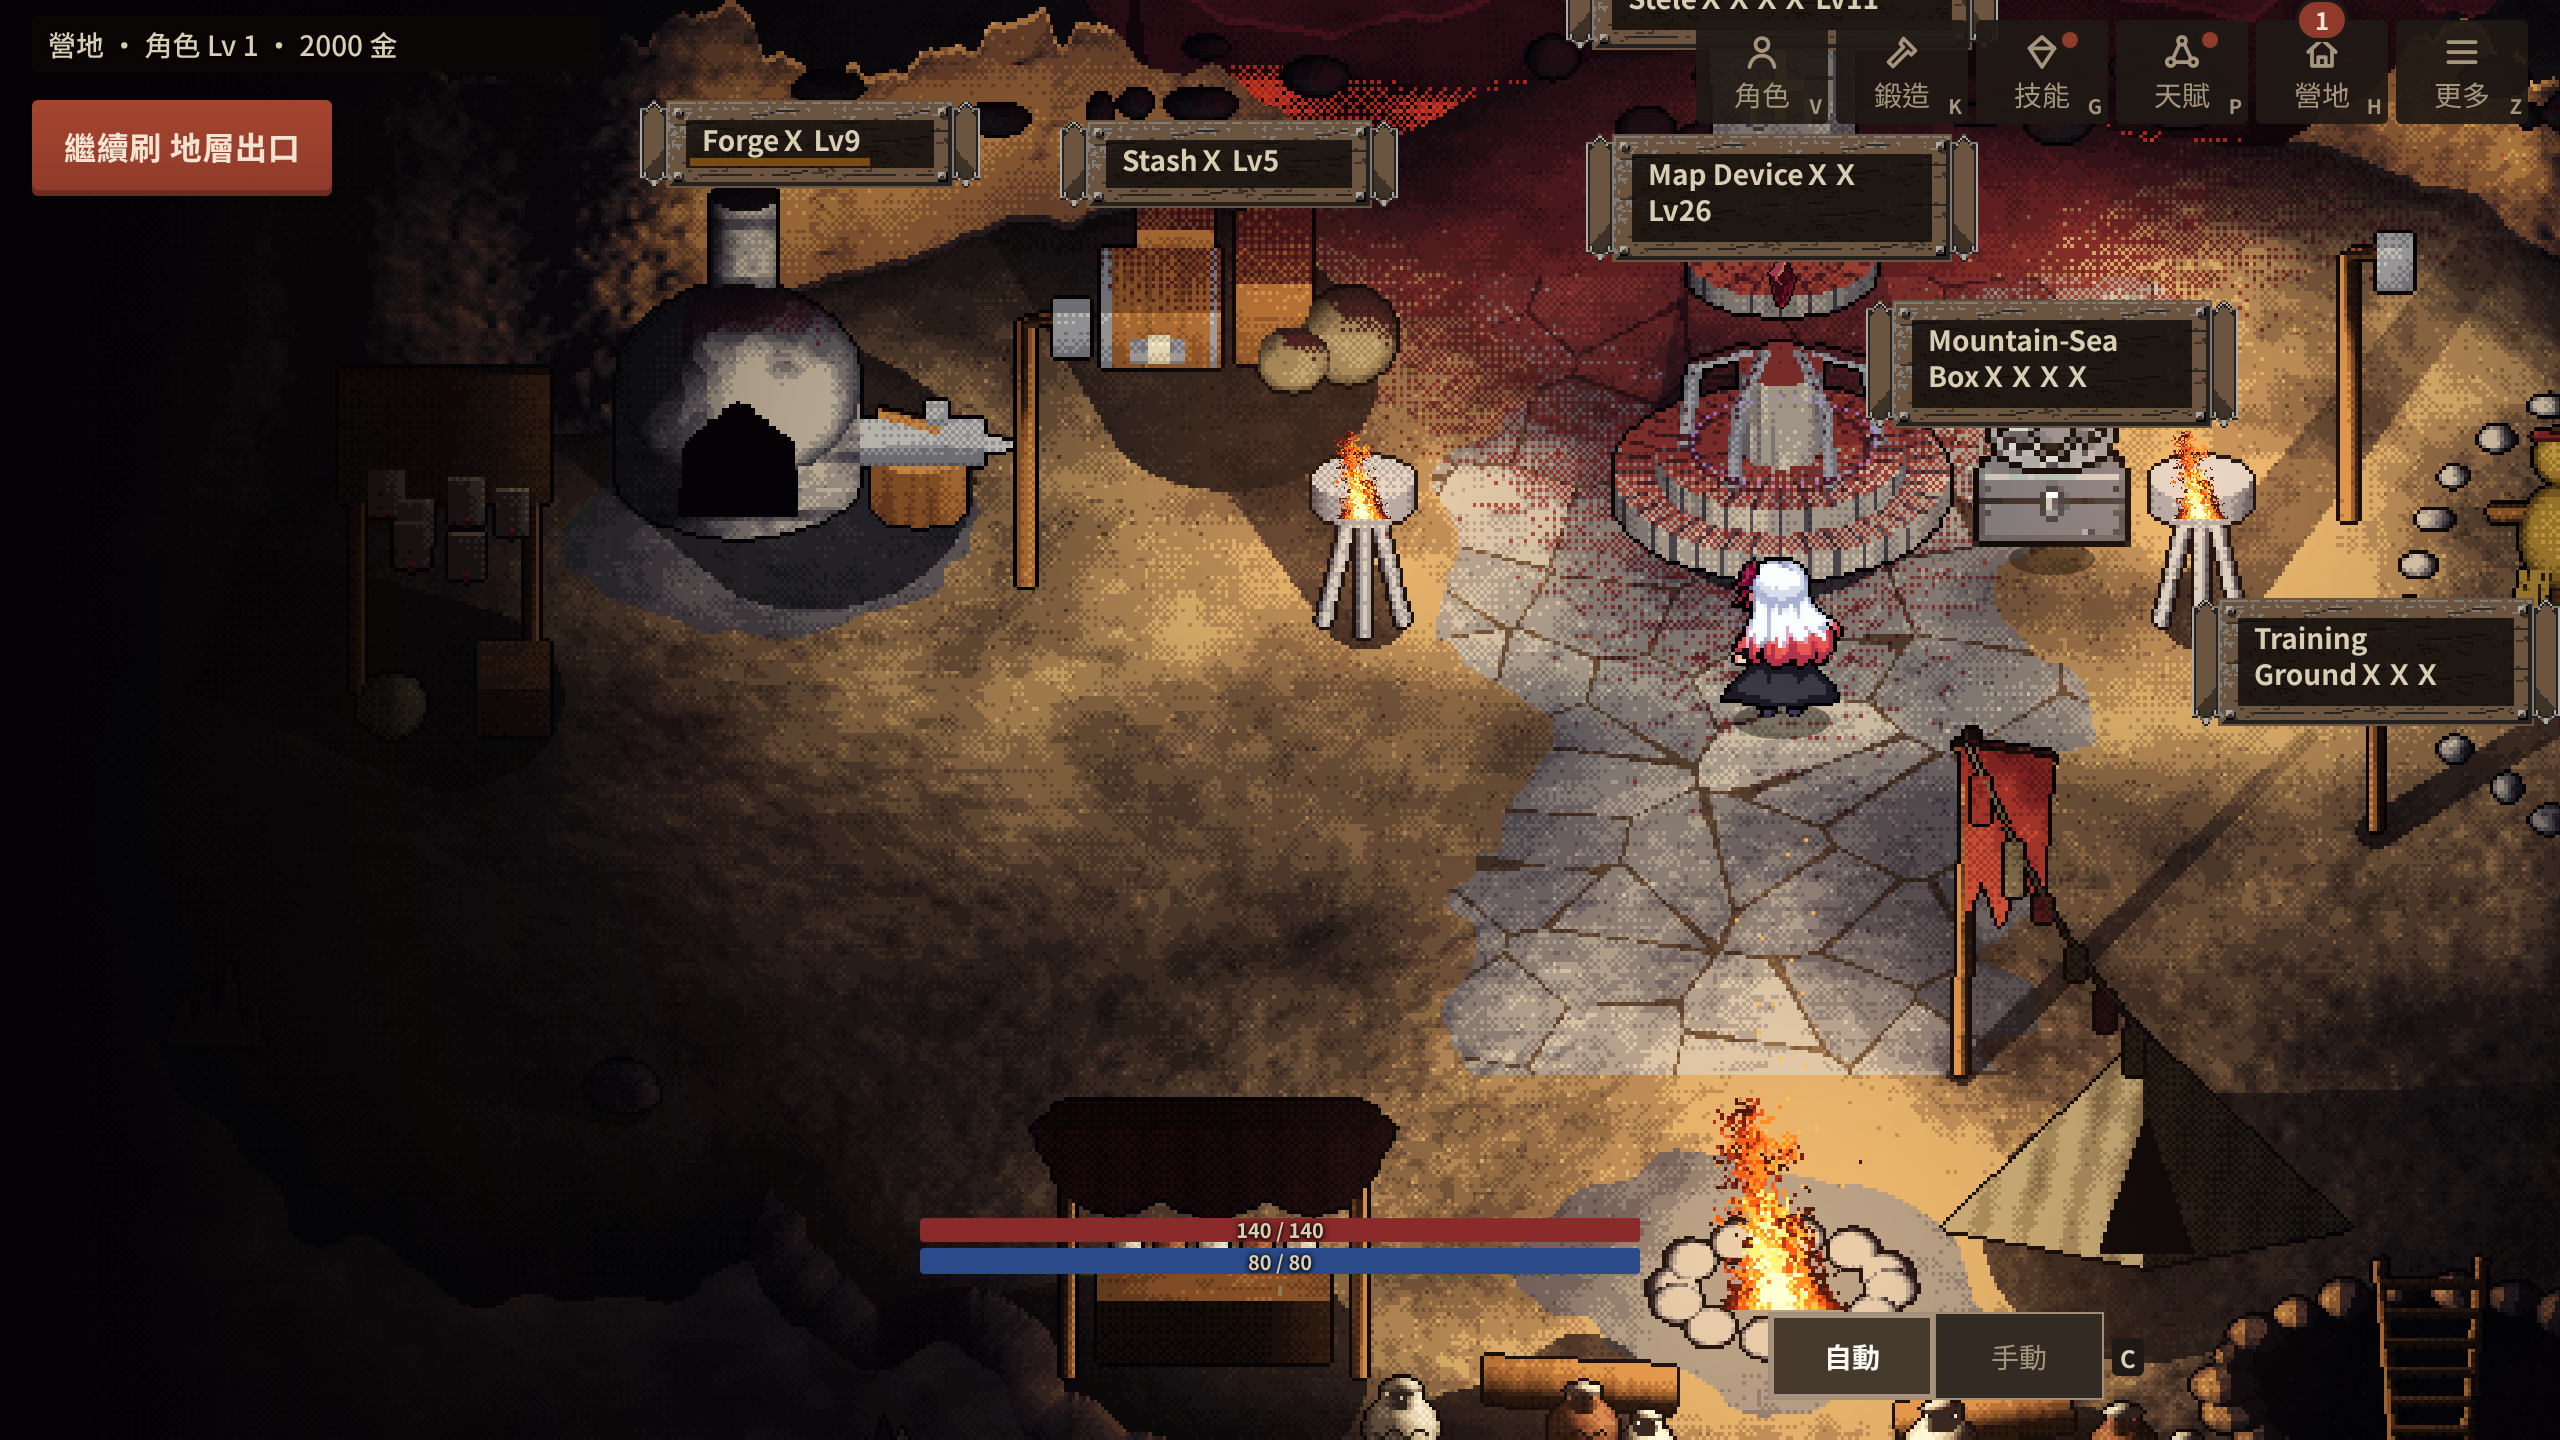 營地 · 角色 Lv 1 · 2000 金
繼續刷 地層出口
Stele X X X X Lv11
角色 V
鍛造 K
技能 G
天賦 P
1
營地 H
更多 Z
Forge X Lv9
Stash X Lv5
Map Device X X
Lv26
Mountain-Sea
Box X X X X
Training
Ground X X X
140 / 140
80 / 80
自動
手動
C